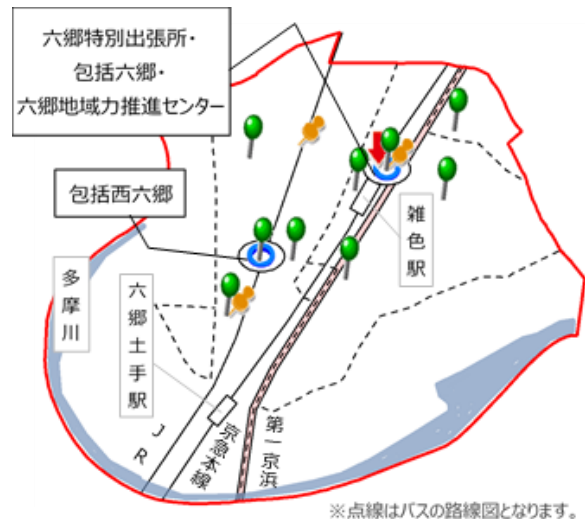 六郷特別出張所・
包括六郷・
六郷地域力推進センター
包括西六郷
雑色駅
多摩川
六郷土手駅
JR
京急本線
第一京浜
※点線はバスの路線図となります。